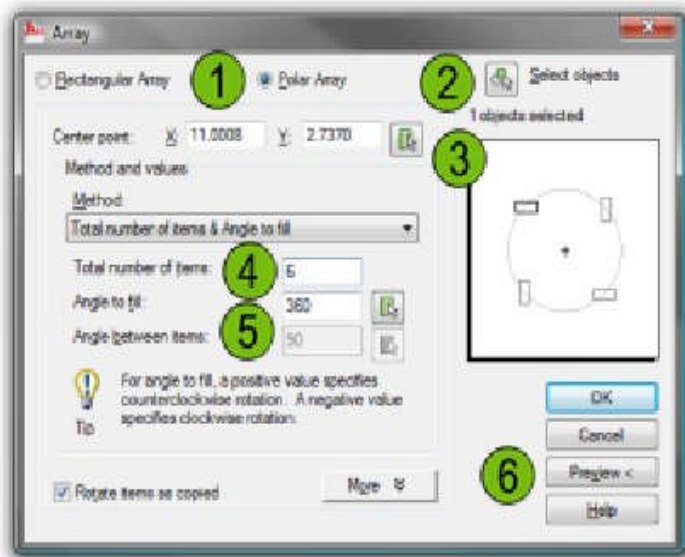 Array
Rectangular Array 1 Polar Array 2 Select objects
1 objects selected
Center point: X: 11.0008 Y: 2.7370 3
Method and values
Method
Total number of items & Angle to fill
Total number of items: 4 6
Angle to fill: 360
Angle between items: 5 90
For angle to fill, a positive value specifies
counterclockwise rotation. A negative value
specifies clockwise rotation.
Tip
OK
Cancel
6 Preview <
Help
Rotate items as copied More